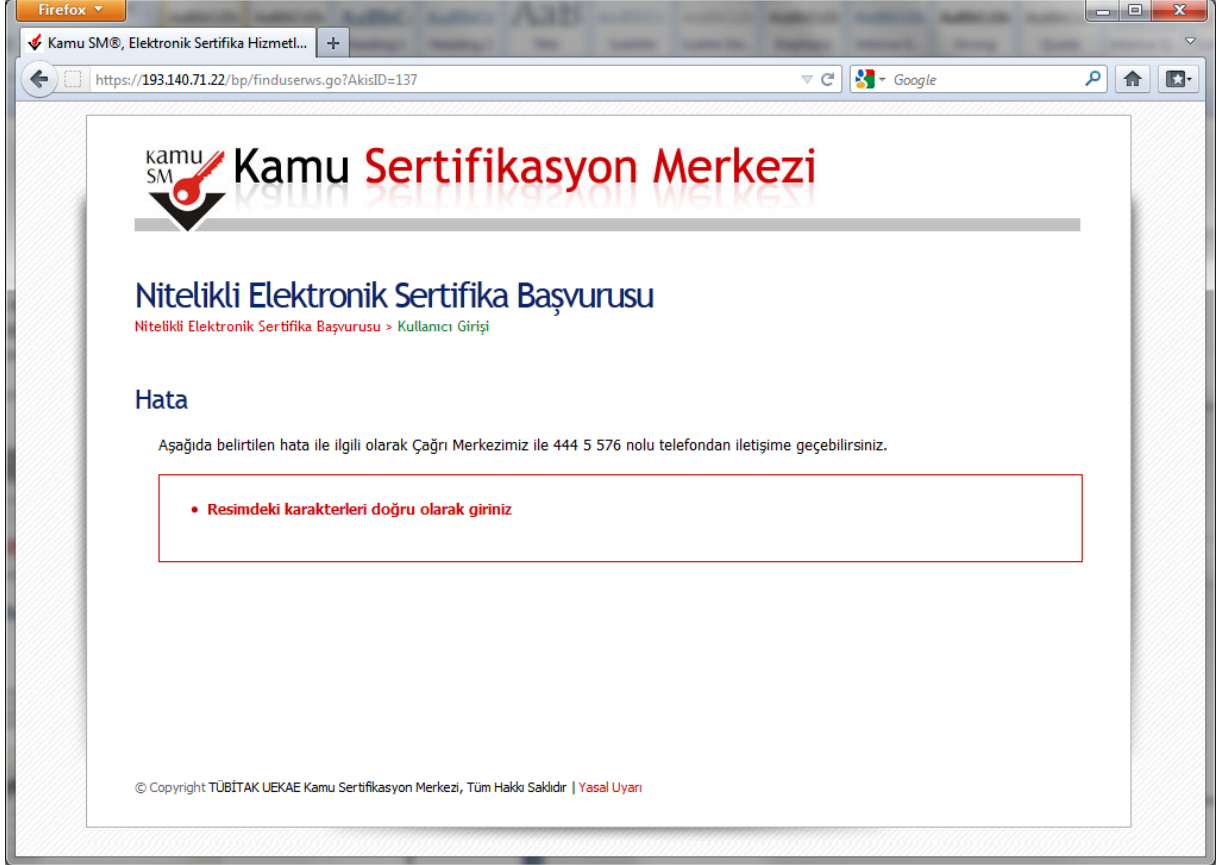 Firefox
Kamu SM®, Elektronik Sertifika Hizmetl...
https://193.140.71.22/bp/finduserws.go?AkisID=137
Google
kamu
SM
Kamu Sertifikasyon Merkezi
Nitelikli Elektronik Sertifika Başvurusu
Nitelikli Elektronik Sertifika Başvurusu > Kullanıcı Girişi
Hata
Aşağıda belirtilen hata ile ilgili olarak Çağrı Merkezimiz ile 444 5 576 nolu telefondan iletişime geçebilirsiniz.
• Resimdeki karakterleri doğru olarak giriniz
© Copyright TÜBİTAK UEKAE Kamu Sertifikasyon Merkezi, Tüm Hakkı Saklıdır | Yasal Uyarı